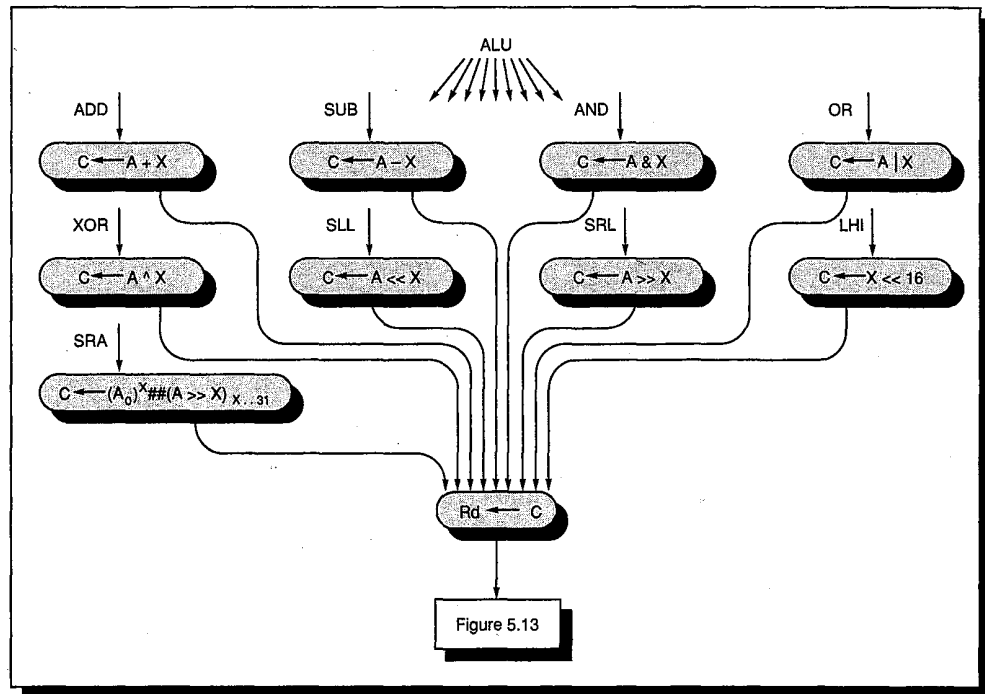 ALU
ADD
SUB
AND
OR
C ← A + X
C ← A − X
C ← A & X
C ← A | X
XOR
SLL
SRL
LHI
C ← A ^ X
C ← A << X
C ← A >> X
C ← X << 16
SRA
C ← (A₀)ˣ##(A >> X) X . . 31
Rd ← C
Figure 5.13